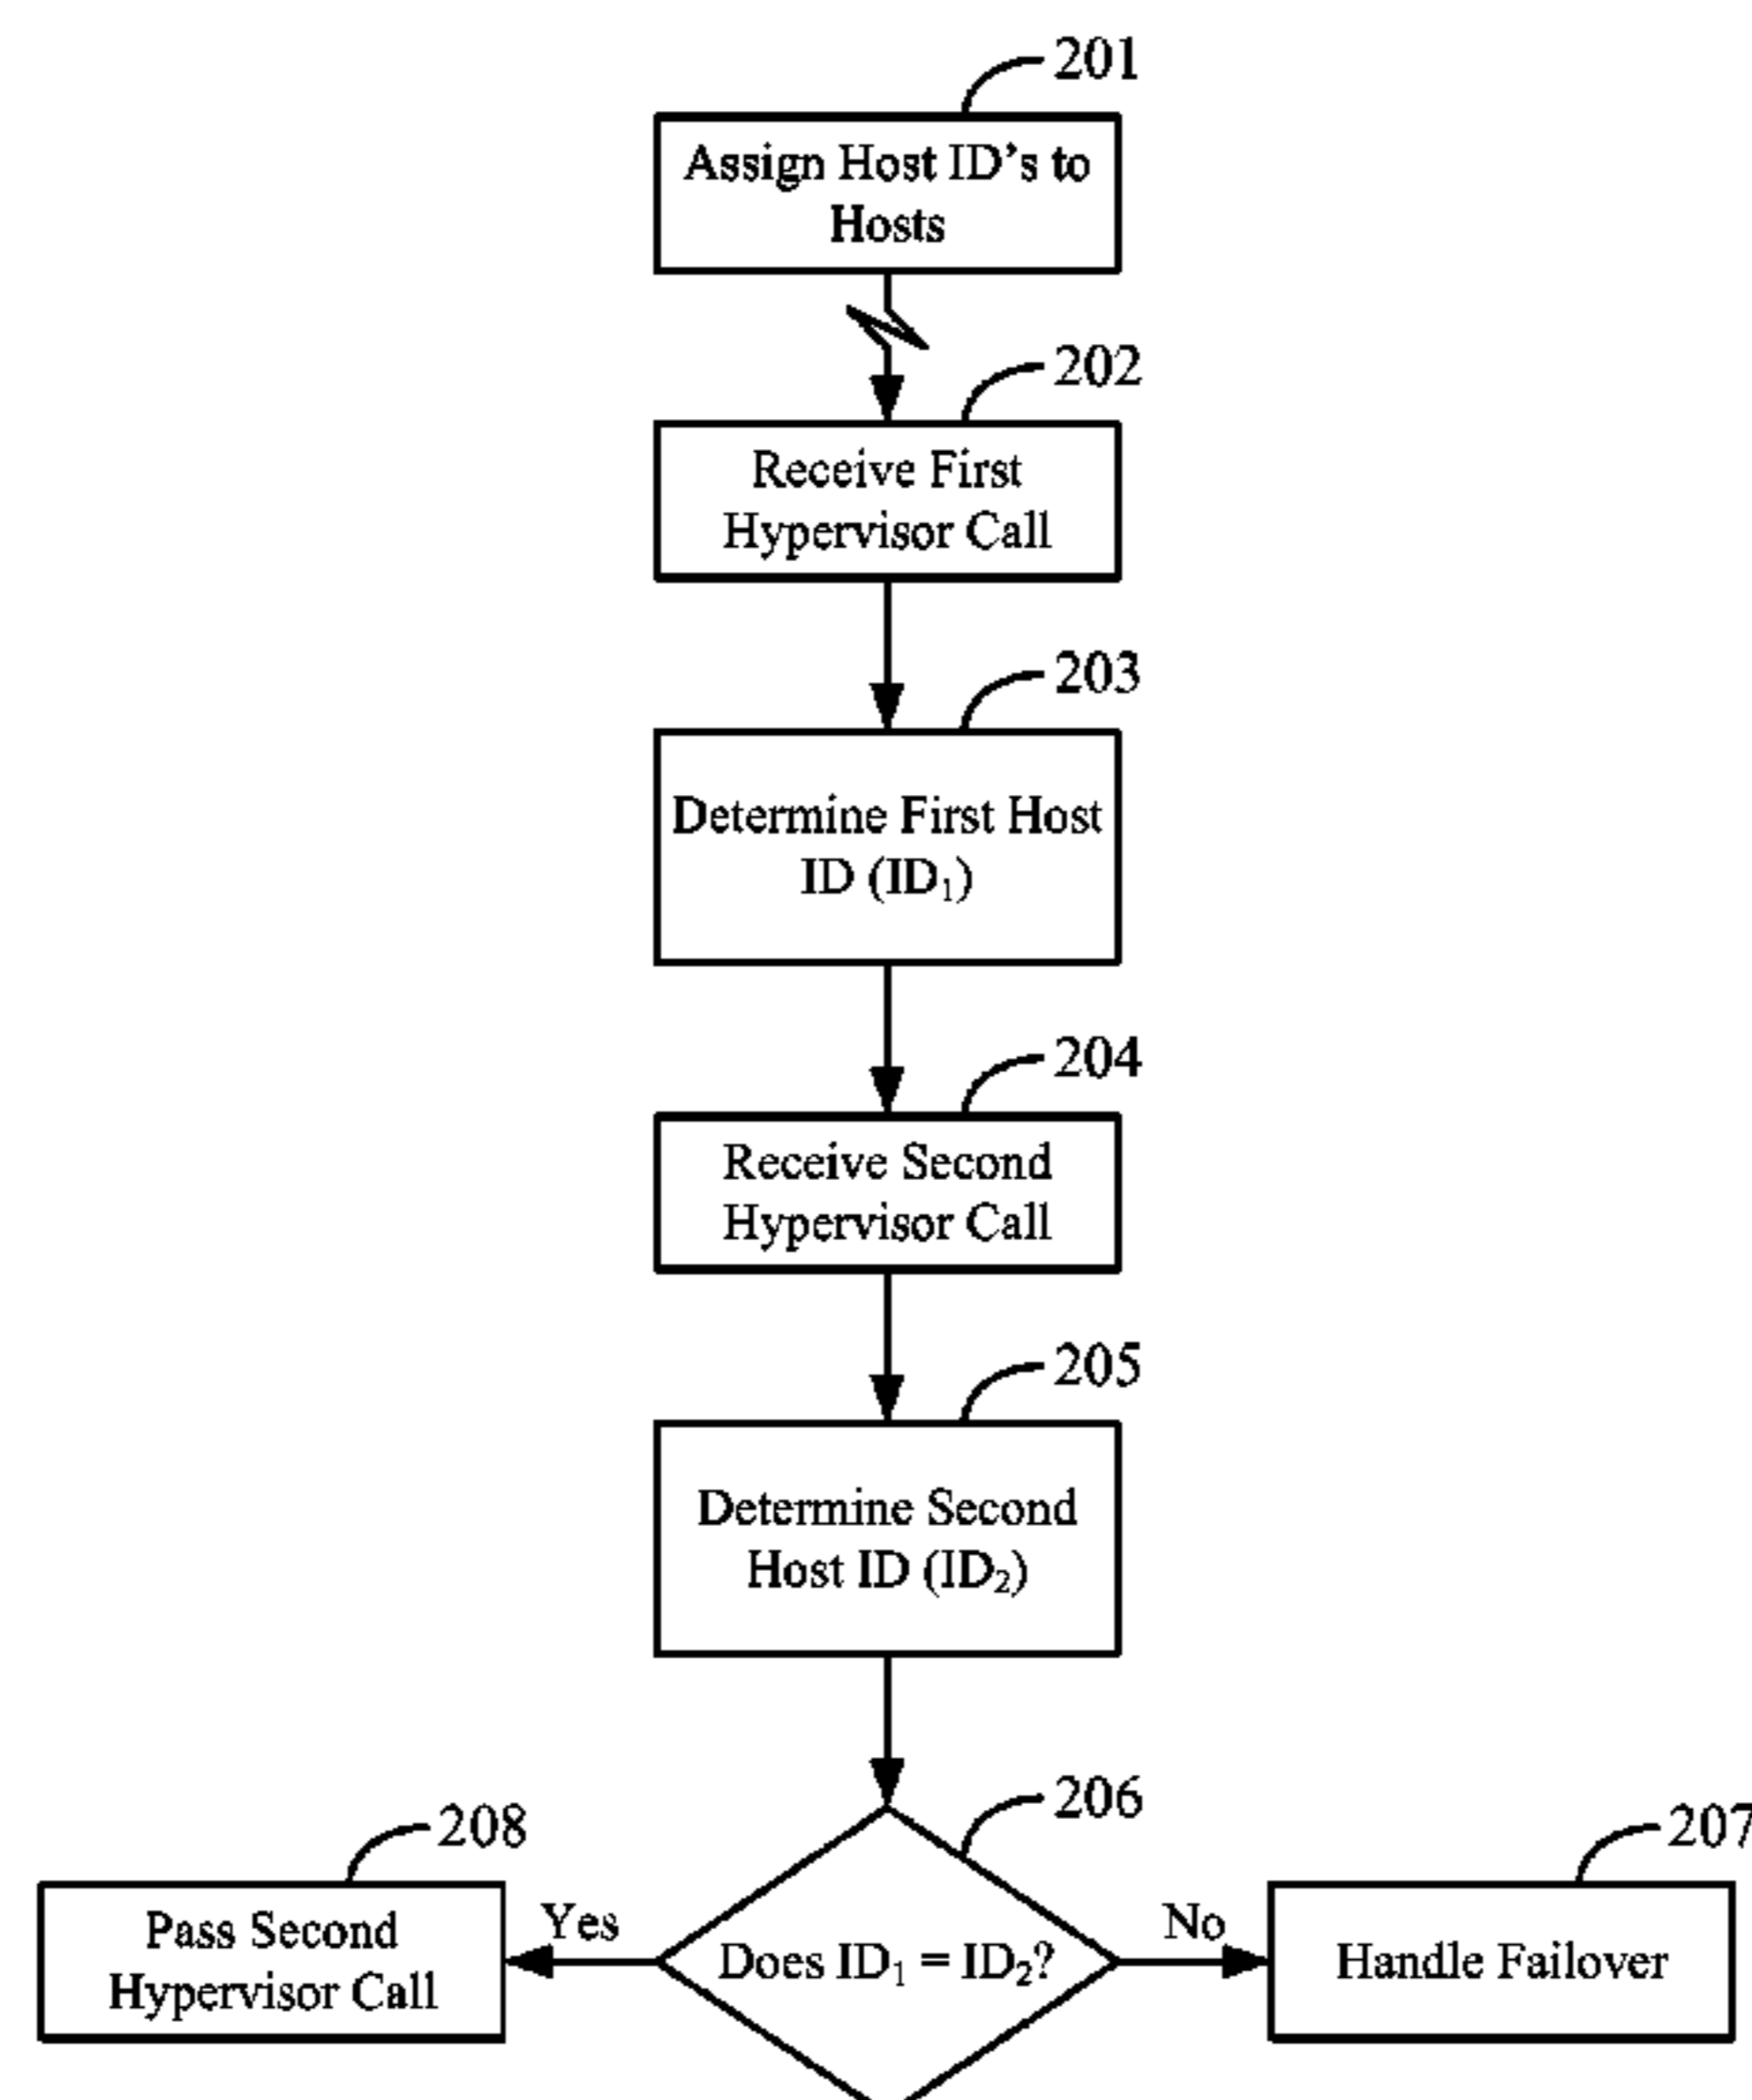 201
Assign Host ID's to
Hosts
202
Receive First
Hypervisor Call
203
Determine First Host
ID (ID₁)
204
Receive Second
Hypervisor Call
205
Determine Second
Host ID (ID₂)
206
208
207
Pass Second
Hypervisor Call
Yes
Does ID₁ = ID₂?
No
Handle Failover